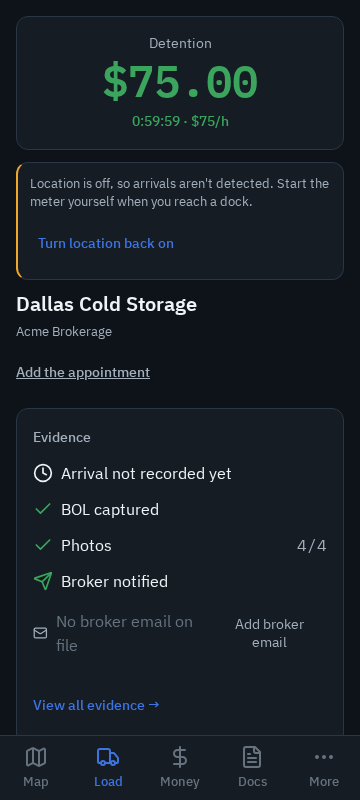 Detention
$75.00
0:59:59 · $75/h
Location is off, so arrivals aren't detected. Start the
meter yourself when you reach a dock.
Turn location back on
Dallas Cold Storage
Acme Brokerage
Add the appointment
Evidence
Arrival not recorded yet
BOL captured
Photos 4/4
Broker notified
No broker email on
file
Add broker
email
View all evidence →
Map Load Money Docs More